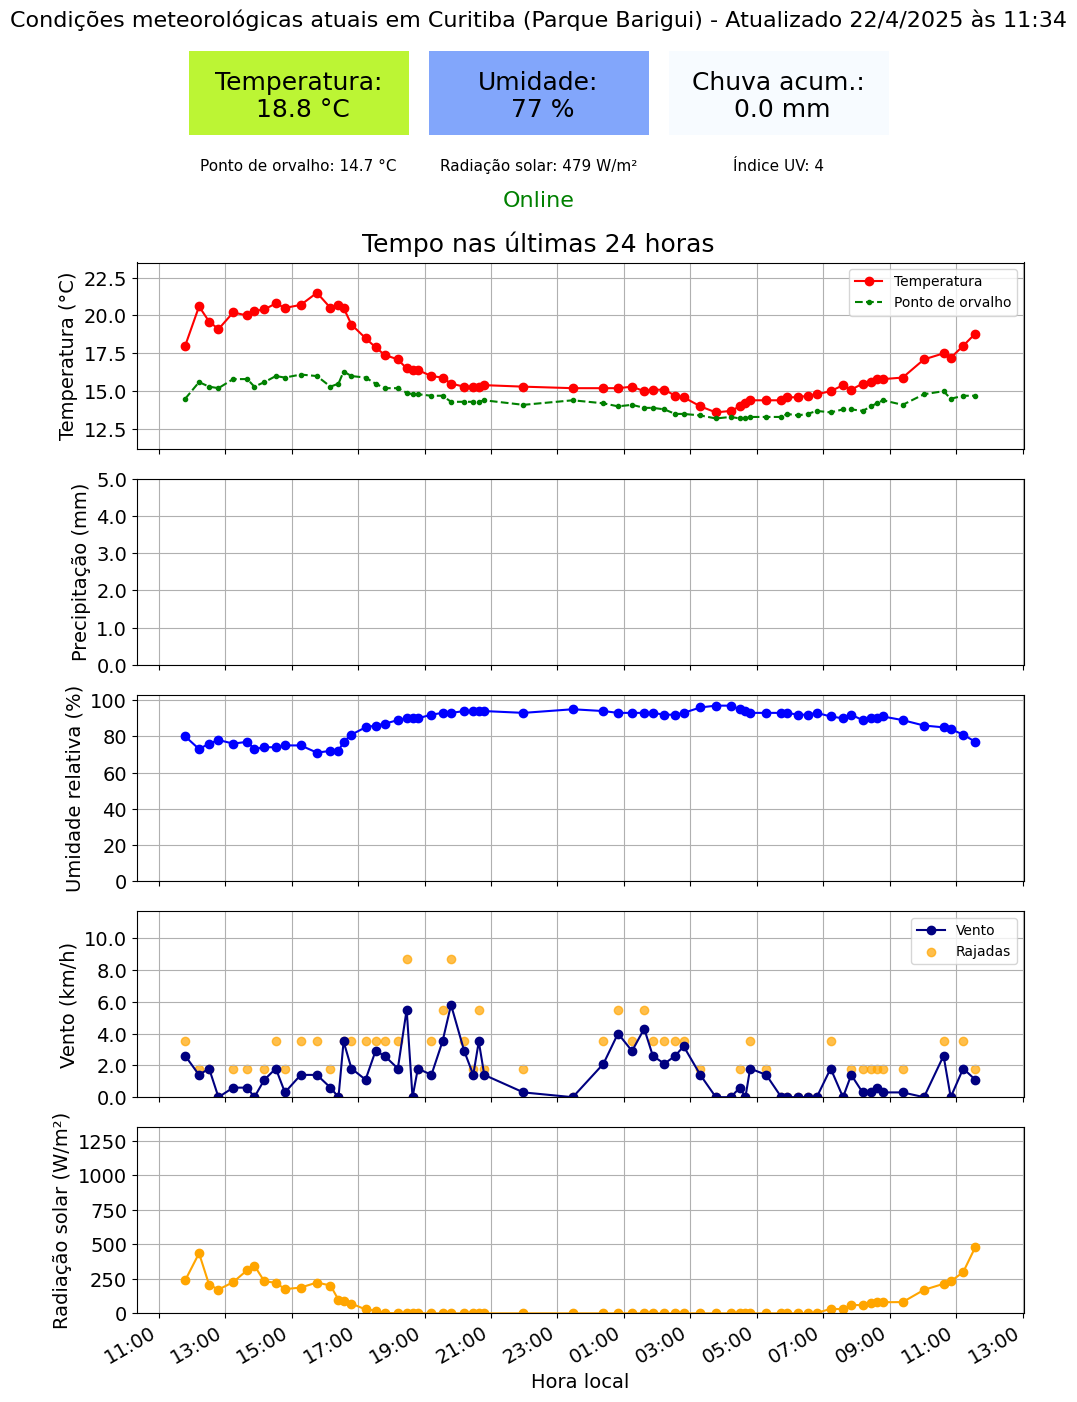 Condições meteorológicas atuais em Curitiba (Parque Barigui) - Atualizado 22/4/2025 às 11:34
Temperatura:
18.8 °C
Umidade:
77 %
Chuva acum.:
0.0 mm
Ponto de orvalho: 14.7 °C
Radiação solar: 479 W/m²
Índice UV: 4
Online
Tempo nas últimas 24 horas
Temperatura (°C)
22.5
20.0
17.5
15.0
12.5
Temperatura
Ponto de orvalho
Precipitação (mm)
5.0
4.0
3.0
2.0
1.0
0.0
Umidade relativa (%)
100
80
60
40
20
0
Vento (km/h)
10.0
8.0
6.0
4.0
2.0
0.0
Vento
Rajadas
Radiação solar (W/m²)
1250
1000
750
500
250
0
11:00
13:00
15:00
17:00
19:00
21:00
23:00
01:00
03:00
05:00
07:00
09:00
11:00
13:00
Hora local